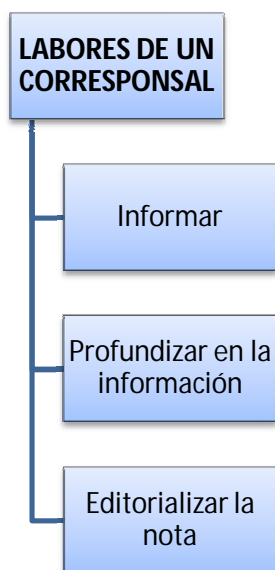 LABORES DE UN
CORRESPONSAL
Informar
Profundizar en la
información
Editorializar la
nota